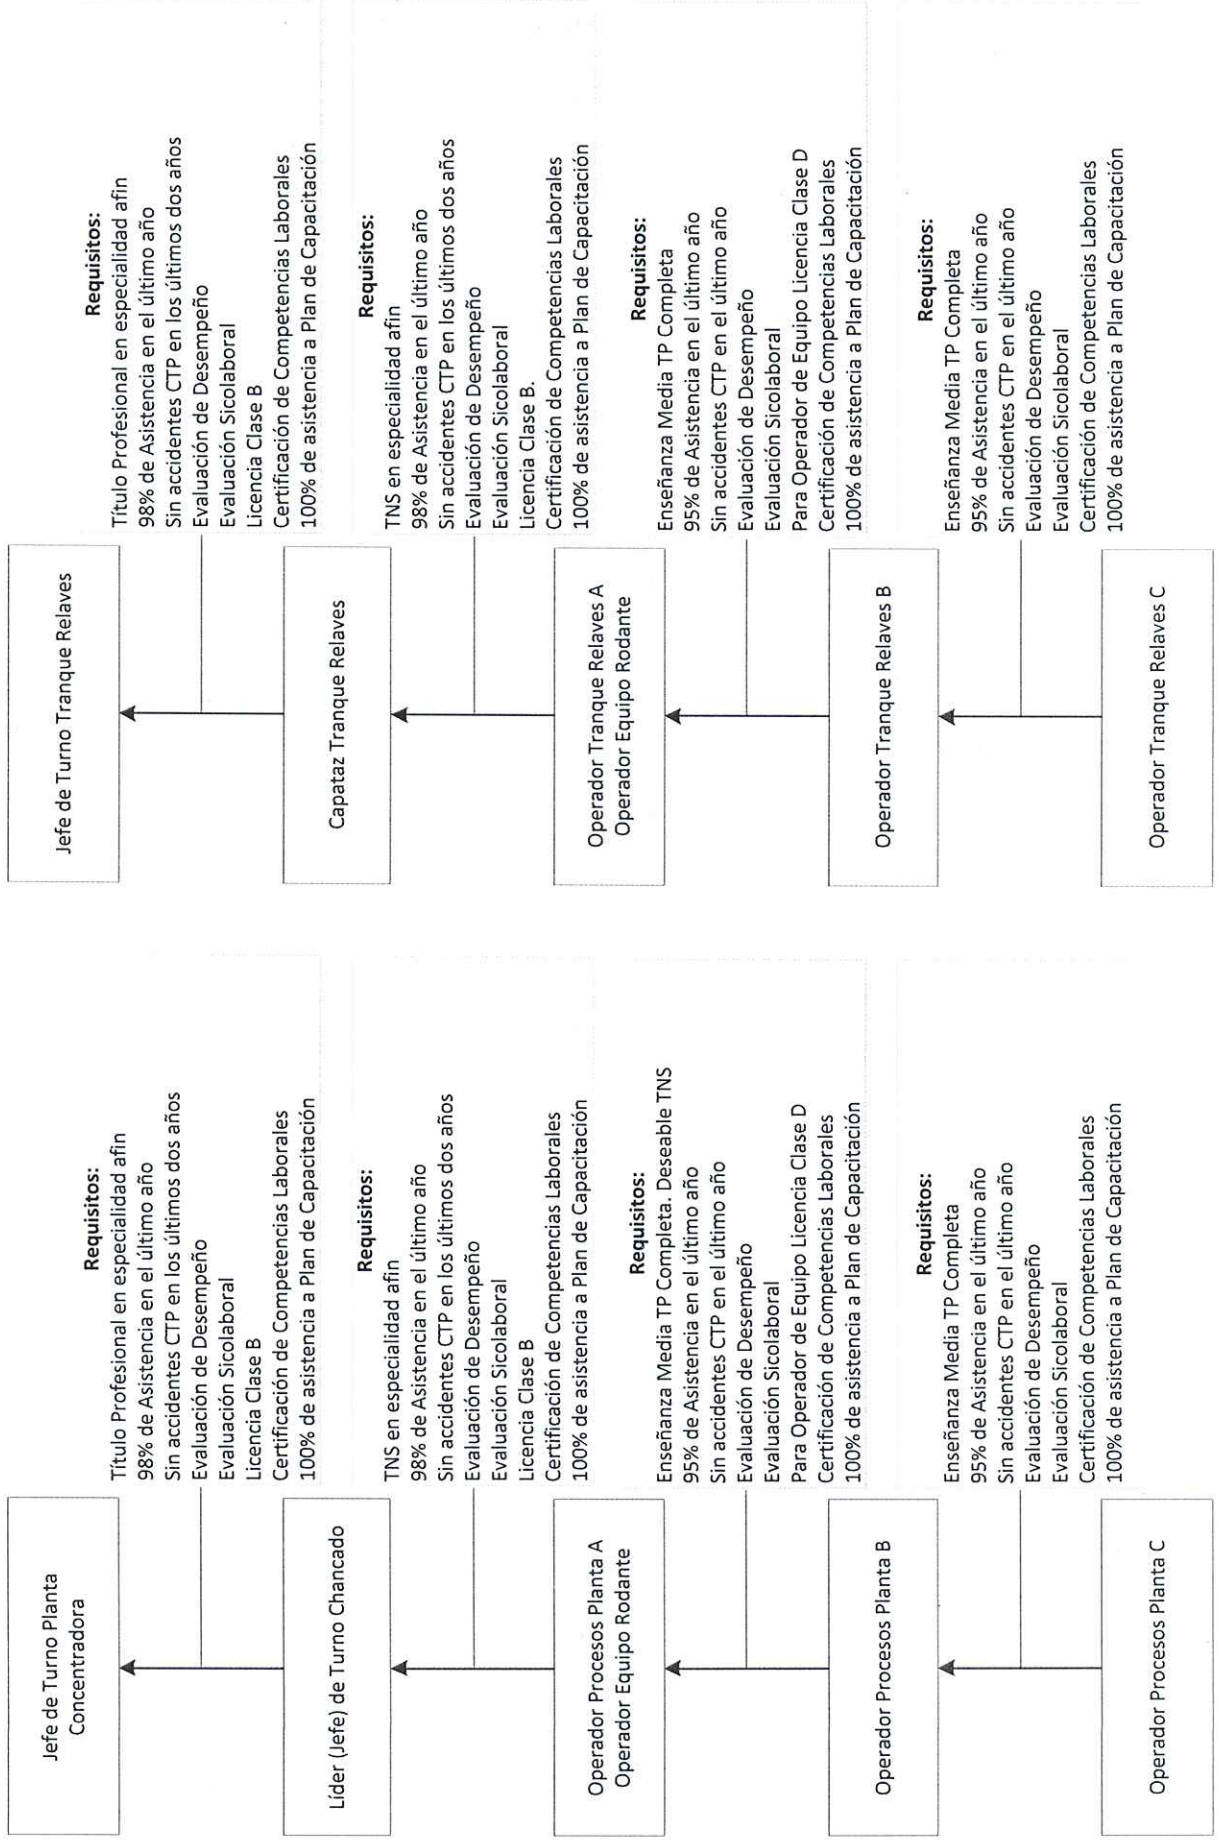 Jefe de Turno Planta
Concentradora
Requisitos:
Título Profesional en especialidad afin
98% de Asistencia en el último año
Sin accidentes CTP en los últimos dos años
Evaluación de Desempeño
Evaluación Sicolaboral
Licencia Clase B
Certificación de Competencias Laborales
100% de asistencia a Plan de Capacitación
Líder (Jefe) de Turno Chancado
Requisitos:
TNS en especialidad afin
98% de Asistencia en el último año
Sin accidentes CTP en los últimos dos años
Evaluación de Desempeño
Evaluación Sicolaboral
Licencia Clase B
Certificación de Competencias Laborales
100% de asistencia a Plan de Capacitación
Operador Procesos Planta A
Operador Equipo Rodante
Requisitos:
Enseñanza Media TP Completa. Deseable TNS
95% de Asistencia en el último año
Sin accidentes CTP en el último año
Evaluación de Desempeño
Evaluación Sicolaboral
Para Operador de Equipo Licencia Clase D
Certificación de Competencias Laborales
100% de asistencia a Plan de Capacitación
Operador Procesos Planta B
Requisitos:
Enseñanza Media TP Completa
95% de Asistencia en el último año
Sin accidentes CTP en el último año
Evaluación de Desempeño
Evaluación Sicolaboral
Certificación de Competencias Laborales
100% de asistencia a Plan de Capacitación
Operador Procesos Planta C
Jefe de Turno Tranque Relaves
Requisitos:
Título Profesional en especialidad afin
98% de Asistencia en el último año
Sin accidentes CTP en los últimos dos años
Evaluación de Desempeño
Evaluación Sicolaboral
Licencia Clase B
Certificación de Competencias Laborales
100% de asistencia a Plan de Capacitación
Capataz Tranque Relaves
Requisitos:
TNS en especialidad afin
98% de Asistencia en el último año
Sin accidentes CTP en los últimos dos años
Evaluación de Desempeño
Evaluación Sicolaboral
Licencia Clase B.
Certificación de Competencias Laborales
100% de asistencia a Plan de Capacitación
Operador Tranque Relaves A
Operador Equipo Rodante
Requisitos:
Enseñanza Media TP Completa
95% de Asistencia en el último año
Sin accidentes CTP en el último año
Evaluación de Desempeño
Evaluación Sicolaboral
Para Operador de Equipo Licencia Clase D
Certificación de Competencias Laborales
100% de asistencia a Plan de Capacitación
Operador Tranque Relaves B
Requisitos:
Enseñanza Media TP Completa
95% de Asistencia en el último año
Sin accidentes CTP en el último año
Evaluación de Desempeño
Evaluación Sicolaboral
Certificación de Competencias Laborales
100% de asistencia a Plan de Capacitación
Operador Tranque Relaves C